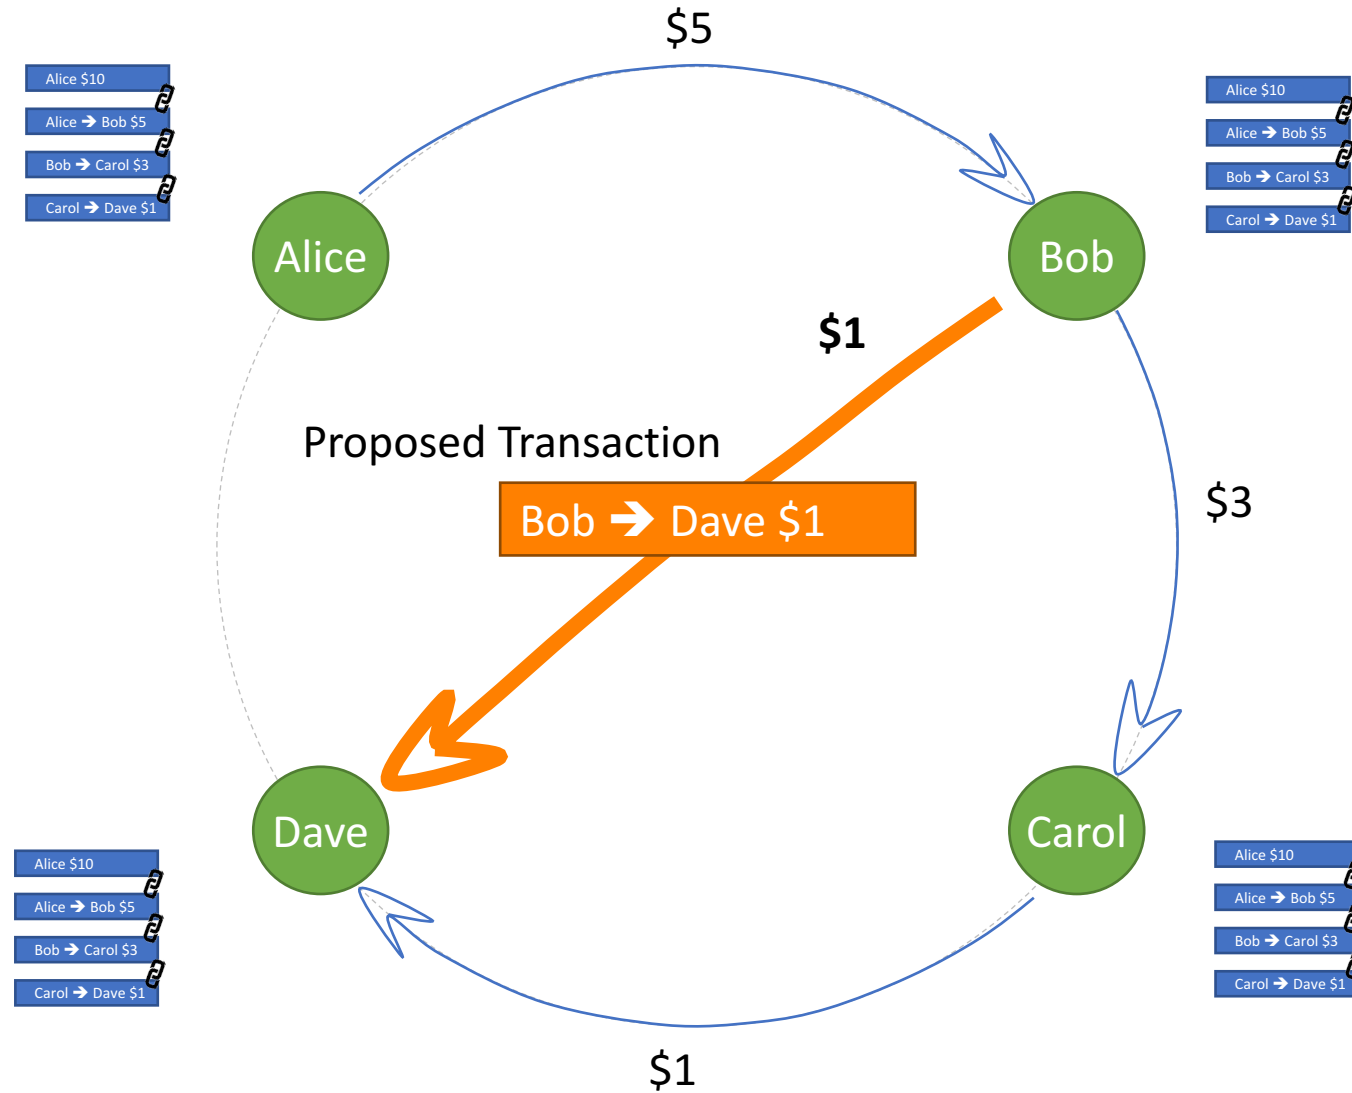 $5
Alice $10
Alice ➔ Bob $5
Bob ➔ Carol $3
Carol ➔ Dave $1
Alice $10
Alice ➔ Bob $5
Bob ➔ Carol $3
Carol ➔ Dave $1
Alice
Bob
$1
Proposed Transaction
Bob ➔ Dave $1
$3
Dave
Carol
Alice $10
Alice ➔ Bob $5
Bob ➔ Carol $3
Carol ➔ Dave $1
Alice $10
Alice ➔ Bob $5
Bob ➔ Carol $3
Carol ➔ Dave $1
$1